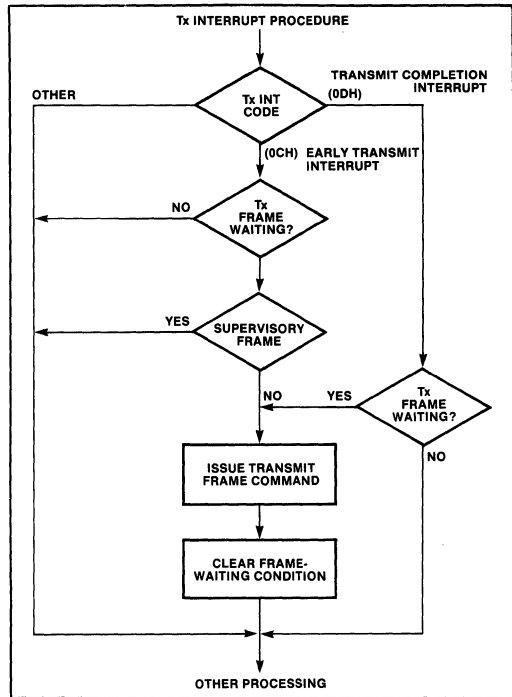 Tx INTERRUPT PROCEDURE
OTHER
Tx INT
CODE
(0DH)
TRANSMIT COMPLETION
INTERRUPT
(0CH) EARLY TRANSMIT
INTERRUPT
NO
Tx
FRAME
WAITING?
YES
SUPERVISORY
FRAME
NO
YES
Tx
FRAME
WAITING?
NO
ISSUE TRANSMIT
FRAME COMMAND
CLEAR FRAME-
WAITING CONDITION
OTHER PROCESSING